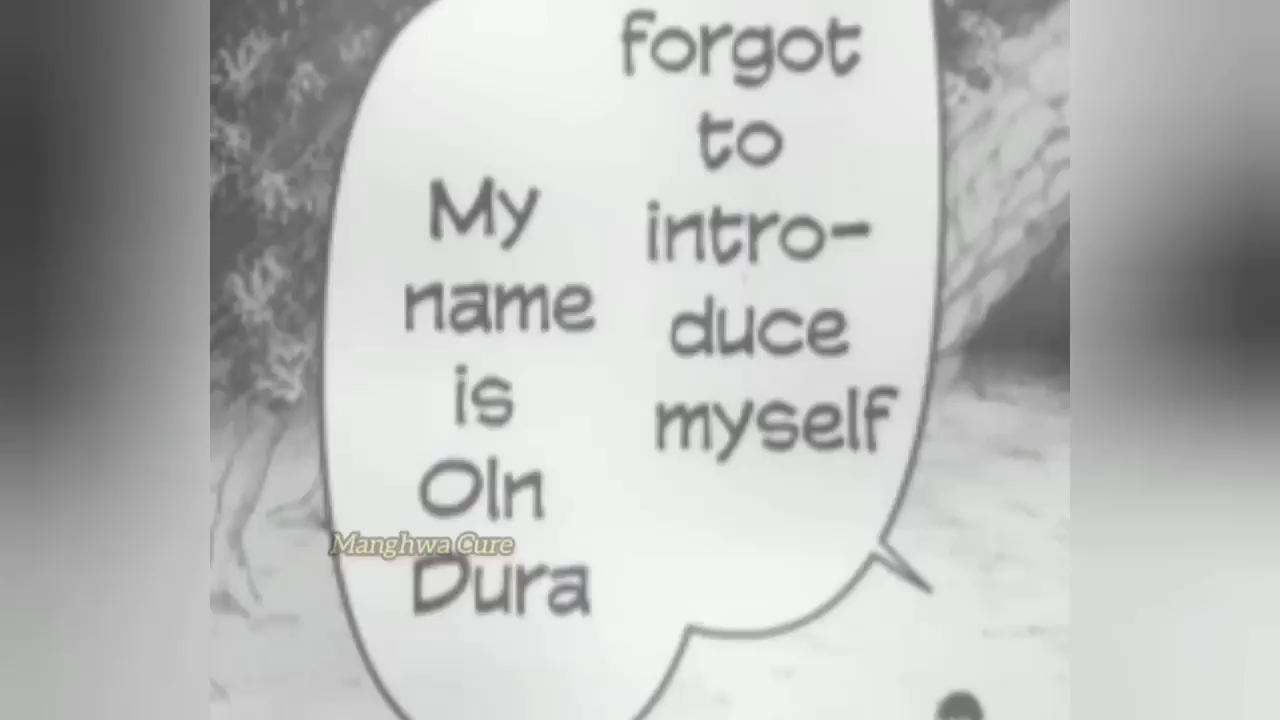 forgot
to
intro-
duce
myself
My
name
is
Oln
Dura
Manghwa Cure